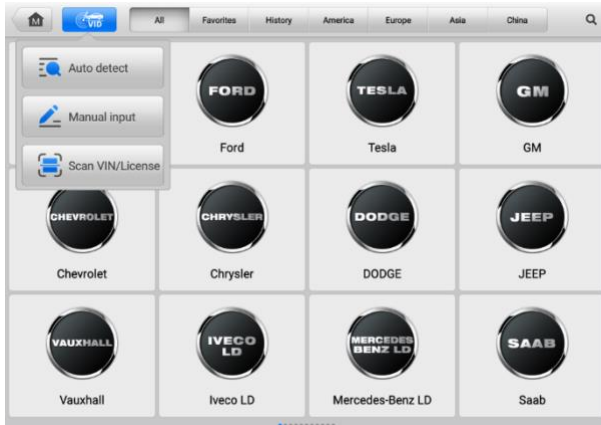 VID
All
Favorites
History
America
Europe
Asia
China
Auto detect
Manual input
Scan VIN/License
FORD
Ford
TESLA
Tesla
GM
GM
CHEVROLET
Chevrolet
CHRYSLER
Chrysler
DODGE
DODGE
JEEP
JEEP
VAUXHALL
Vauxhall
IVECO
LD
Iveco LD
MERCEDES
BENZ LD
Mercedes-Benz LD
SAAB
Saab